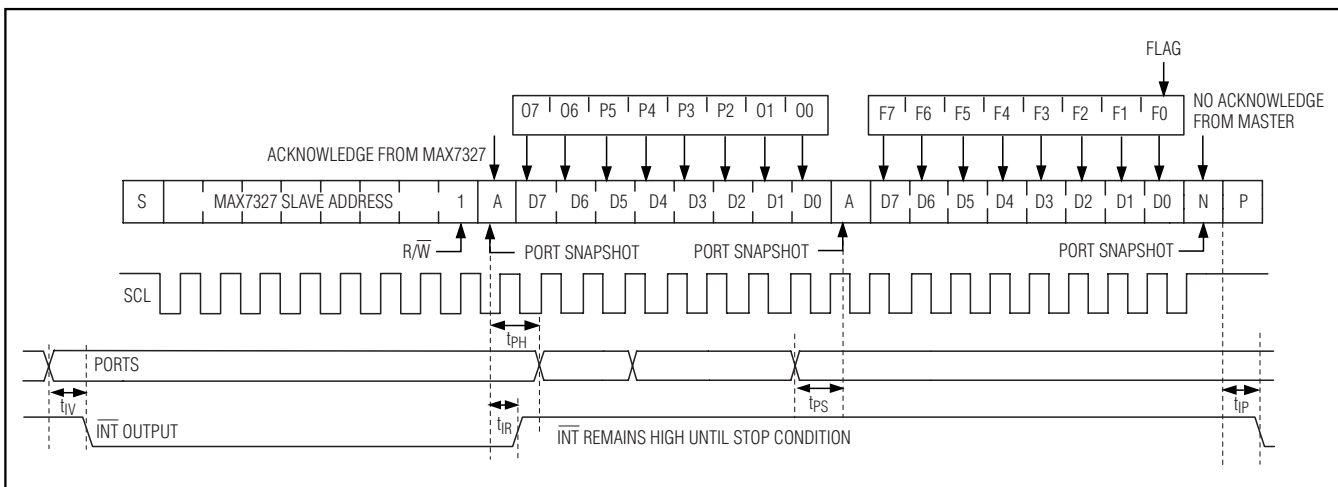 FLAG
O7 O6 P5 P4 P3 P2 O1 O0
F7 F6 F5 F4 F3 F2 F1 F0
NO ACKNOWLEDGE
FROM MASTER
ACKNOWLEDGE FROM MAX7327
S MAX7327 SLAVE ADDRESS 1 A D7 D6 D5 D4 D3 D2 D1 D0 A D7 D6 D5 D4 D3 D2 D1 D0 N P
R/W̅ PORT SNAPSHOT PORT SNAPSHOT PORT SNAPSHOT
SCL
tPH
PORTS
tIV tIR tPS tIP
I̅N̅T̅ OUTPUT I̅N̅T̅ REMAINS HIGH UNTIL STOP CONDITION